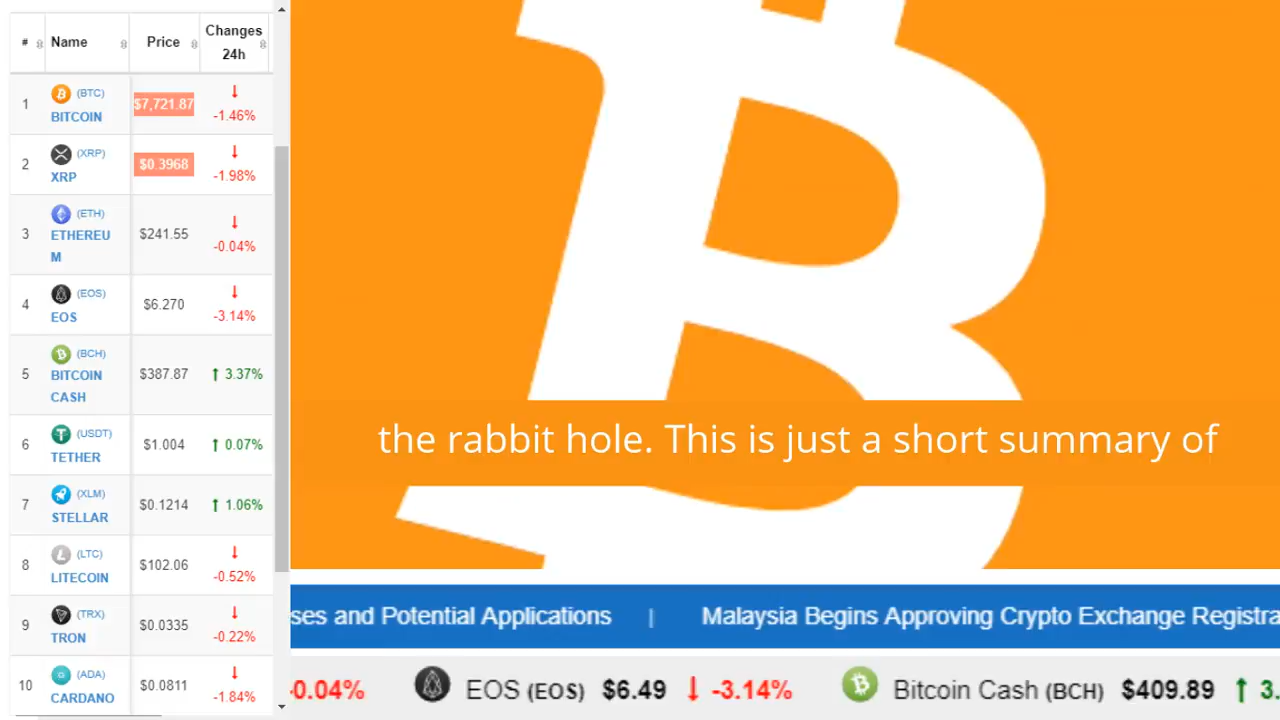 # Name Price Changes 24h
1 (BTC) BITCOIN $7,721.87 -1.46%
2 (XRP) XRP $0.3968 -1.98%
3 (ETH) ETHEREU M $241.55 -0.04%
4 (EOS) EOS $6.270 -3.14%
5 (BCH) BITCOIN CASH $387.87 3.37%
6 (USDT) TETHER $1.004 0.07%
7 (XLM) STELLAR $0.1214 1.06%
8 (LTC) LITECOIN $102.06 -0.52%
9 (TRX) TRON $0.0335 -0.22%
10 (ADA) CARDANO $0.0811 -1.84%
the rabbit hole. This is just a short summary of
ses and Potential Applications | Malaysia Begins Approving Crypto Exchange Registra
-0.04% EOS (EOS) $6.49 -3.14% Bitcoin Cash (BCH) $409.89 3.